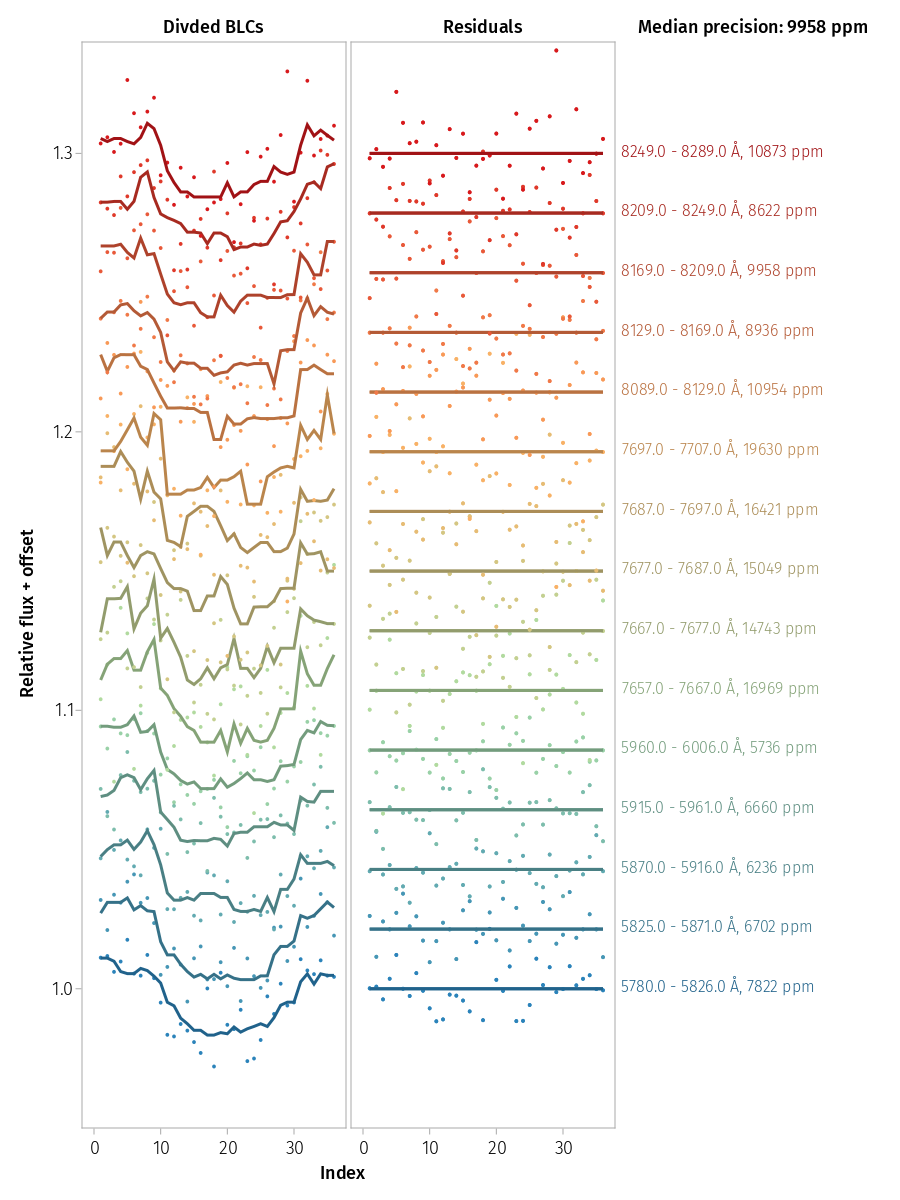 Divded BLCs
Residuals
Median precision: 9958 ppm
Relative flux + offset
1.3
1.2
1.1
1.0
8249.0 - 8289.0 Å, 10873 ppm
8209.0 - 8249.0 Å, 8622 ppm
8169.0 - 8209.0 Å, 9958 ppm
8129.0 - 8169.0 Å, 8936 ppm
8089.0 - 8129.0 Å, 10954 ppm
7697.0 - 7707.0 Å, 19630 ppm
7687.0 - 7697.0 Å, 16421 ppm
7677.0 - 7687.0 Å, 15049 ppm
7667.0 - 7677.0 Å, 14743 ppm
7657.0 - 7667.0 Å, 16969 ppm
5960.0 - 6006.0 Å, 5736 ppm
5915.0 - 5961.0 Å, 6660 ppm
5870.0 - 5916.0 Å, 6236 ppm
5825.0 - 5871.0 Å, 6702 ppm
5780.0 - 5826.0 Å, 7822 ppm
0 10 20 30
0 10 20 30
Index